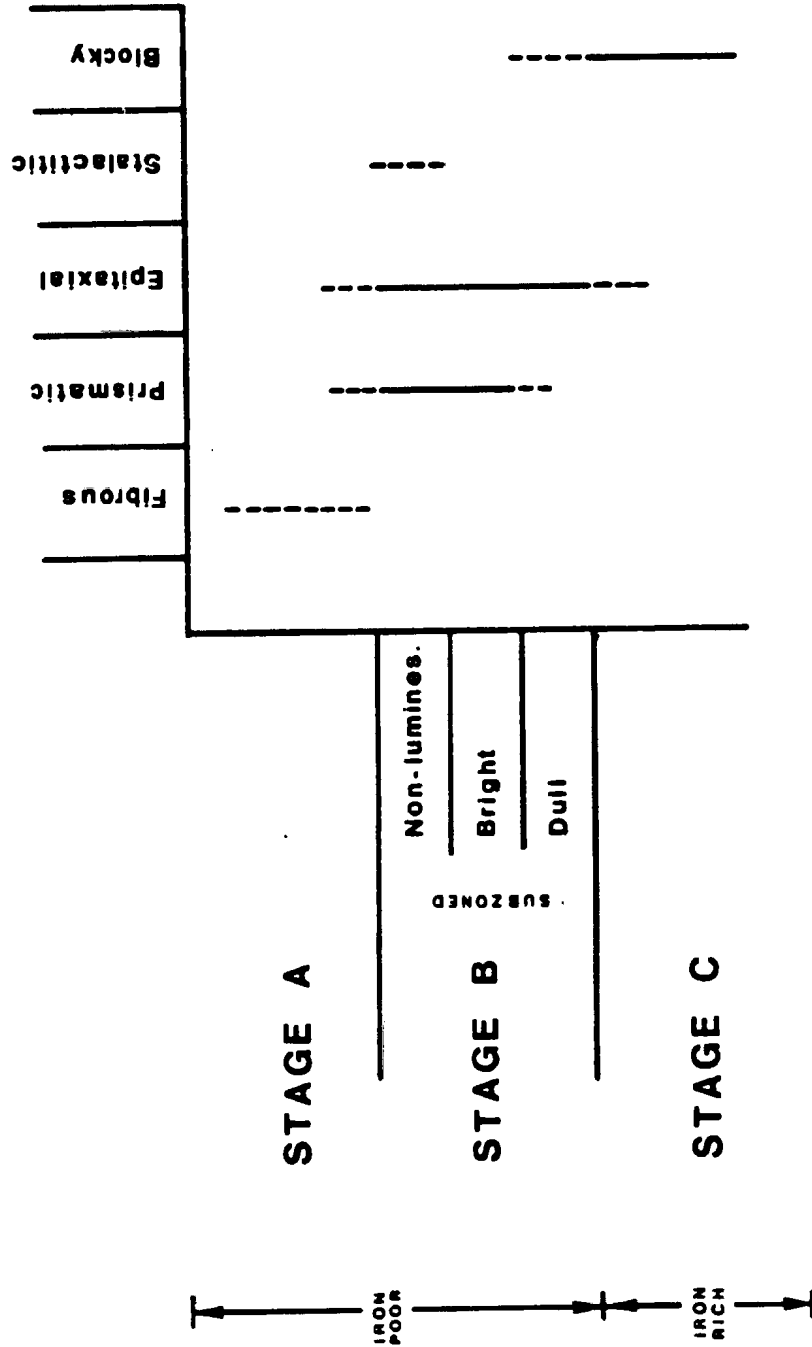 Fibrous
Prismatic
Epitaxial
Stalactitic
Blocky
STAGE A
STAGE B
STAGE C
SUBZONED
Non-lumines.
Bright
Dull
IRON
POOR
IRON
RICH